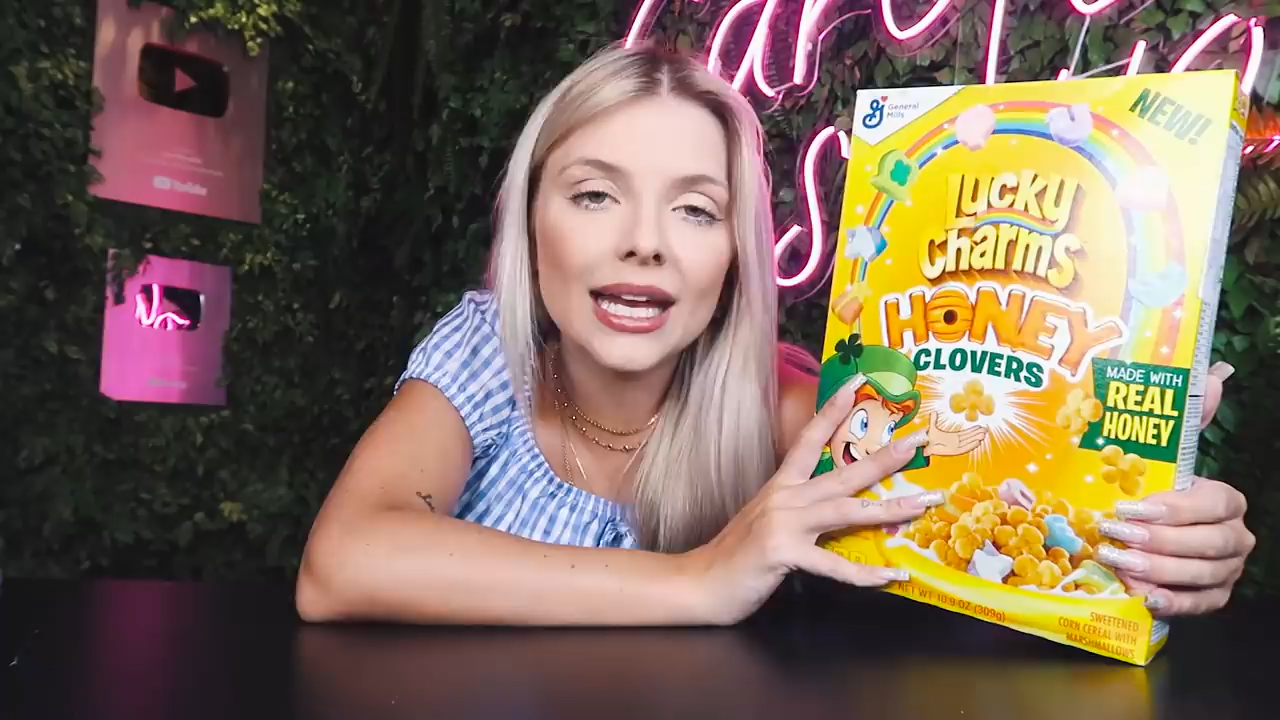 YouTube
General
Mills
NEW!
Lucky
Charms
HONEY
CLOVERS
MADE WITH
REAL
HONEY
NET WT 10.9 OZ (309g)
SWEETENED
CORN CEREAL WITH
MARSHMALLOWS